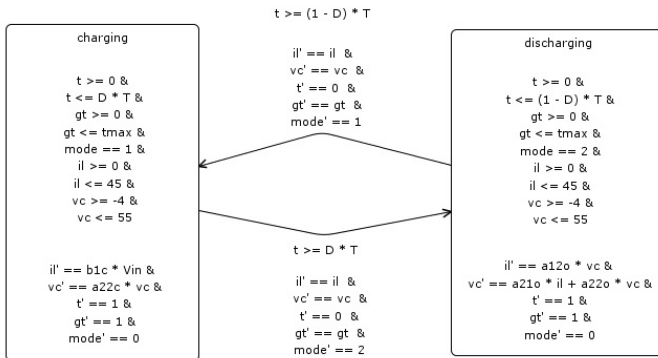 t >= (1 - D) * T
il' == il &
vc' == vc &
t' == 0 &
gt' == gt &
mode' == 1
charging
t >= 0 &
t <= D * T &
gt >= 0 &
gt <= tmax &
mode == 1 &
il >= 0 &
il <= 45 &
vc >= -4 &
vc <= 55
il' == b1c * Vin &
vc' == a22c * vc &
t' == 1 &
gt' == 1 &
mode' == 0
discharging
t >= 0 &
t <= (1 - D) * T &
gt >= 0 &
gt <= tmax &
mode == 2 &
il >= 0 &
il <= 45 &
vc >= -4 &
vc <= 55
il' == a12o * vc &
vc' == a21o * il + a22o * vc &
t' == 1 &
gt' == 1 &
mode' == 0
t >= D * T
il' == il &
vc' == vc &
t' == 0 &
gt' == gt &
mode' == 2